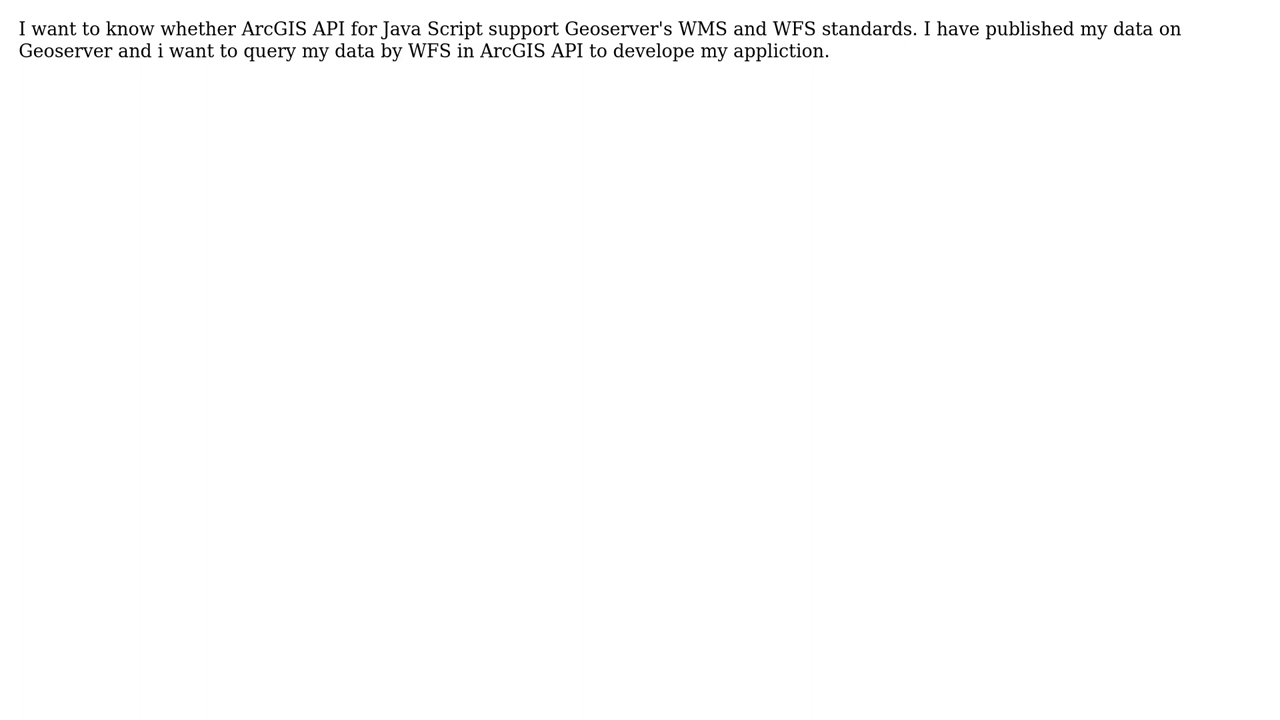 I want to know whether ArcGIS API for Java Script support Geoserver's WMS and WFS standards. I have published my data on
Geoserver and i want to query my data by WFS in ArcGIS API to develope my appliction.